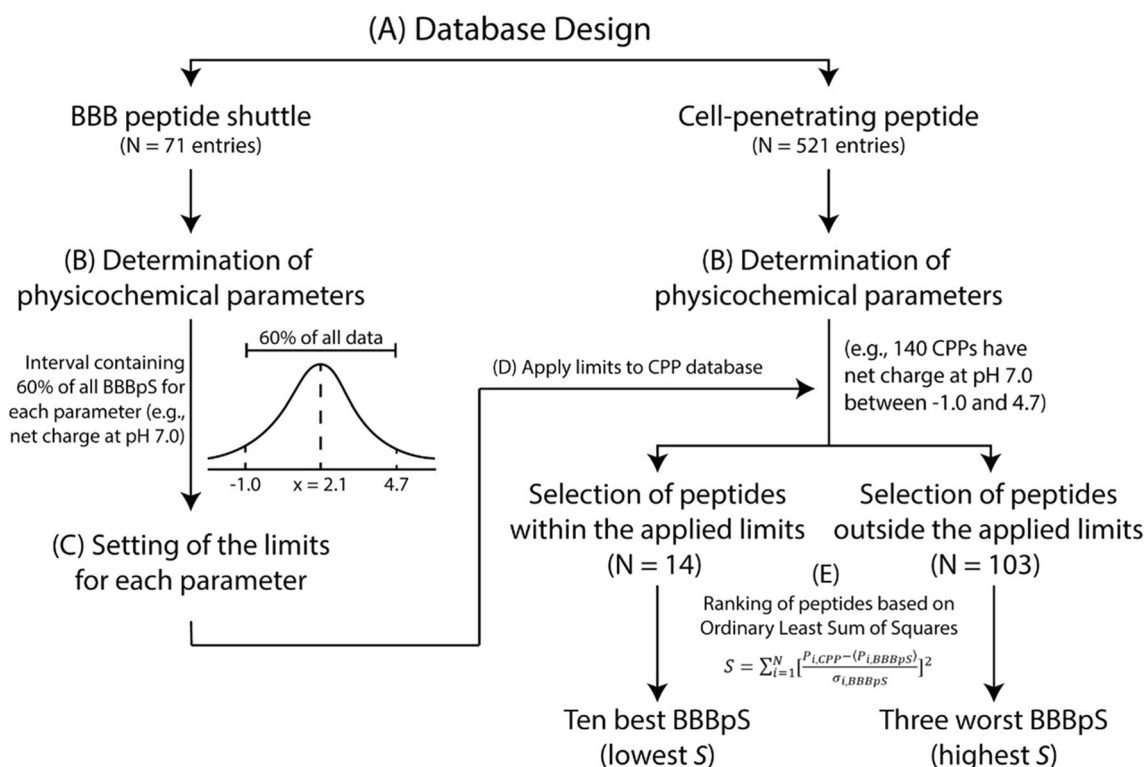 (A) Database Design
BBB peptide shuttle
(N = 71 entries)
Cell-penetrating peptide
(N = 521 entries)
(B) Determination of
physicochemical parameters
(B) Determination of
physicochemical parameters
Interval containing
60% of all BBBpS for
each parameter (e.g.,
net charge at pH 7.0)
60% of all data
-1.0 x = 2.1 4.7
(D) Apply limits to CPP database
(e.g., 140 CPPs have
net charge at pH 7.0
between -1.0 and 4.7)
(C) Setting of the limits
for each parameter
Selection of peptides
within the applied limits
(N = 14)
Selection of peptides
outside the applied limits
(N = 103)
(E)
Ranking of peptides based on
Ordinary Least Sum of Squares
S = ∑_{i=1}^{N}[\frac{P_{i,CPP}−⟨P_{i,BBBpS}⟩}{σ_{i,BBBpS}}]^2
Ten best BBBpS
(lowest S)
Three worst BBBpS
(highest S)